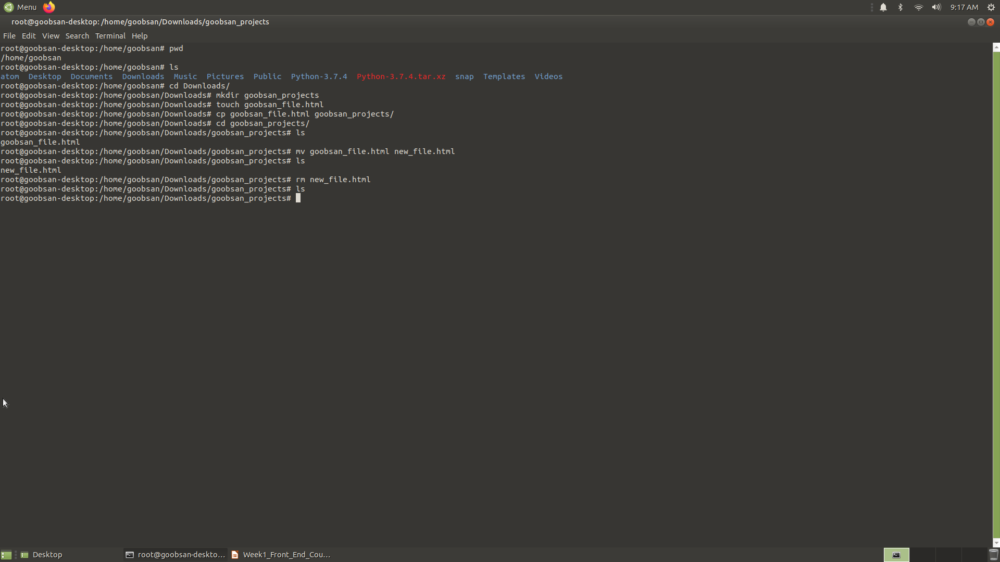 Menu 9:17 AM
root@goobsan-desktop:/home/goobsan/Downloads/goobsan_projects
File Edit View Search Terminal Help
root@goobsan-desktop:/home/goobsan# pwd
/home/goobsan
root@goobsan-desktop:/home/goobsan# ls
atom  Desktop  Documents  Downloads  Music  Pictures  Public  Python-3.7.4  Python-3.7.4.tar.xz  snap  Templates  Videos
root@goobsan-desktop:/home/goobsan# cd Downloads/
root@goobsan-desktop:/home/goobsan/Downloads# mkdir goobsan_projects
root@goobsan-desktop:/home/goobsan/Downloads# touch goobsan_file.html
root@goobsan-desktop:/home/goobsan/Downloads# cp goobsan_file.html goobsan_projects/
root@goobsan-desktop:/home/goobsan/Downloads# cd goobsan_projects/
root@goobsan-desktop:/home/goobsan/Downloads/goobsan_projects# ls
goobsan_file.html
root@goobsan-desktop:/home/goobsan/Downloads/goobsan_projects# mv goobsan_file.html new_file.html
root@goobsan-desktop:/home/goobsan/Downloads/goobsan_projects# ls
new_file.html
root@goobsan-desktop:/home/goobsan/Downloads/goobsan_projects# rm new_file.html
root@goobsan-desktop:/home/goobsan/Downloads/goobsan_projects# ls
root@goobsan-desktop:/home/goobsan/Downloads/goobsan_projects#
Desktop root@goobsan-deskto... Week1_Front_End_Cou...